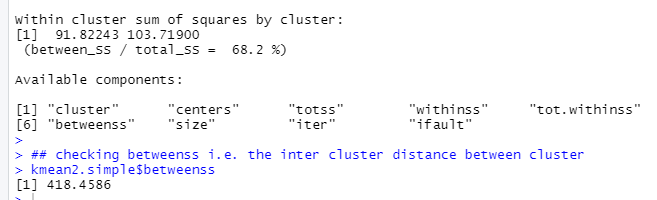 Within cluster sum of squares by cluster:
[1]  91.82243 103.71900
 (between_SS / total_SS =  68.2 %)
Available components:
[1] "cluster"      "centers"      "totss"        "withinss"     "tot.withinss"
[6] "betweenss"    "size"         "iter"         "ifault"
>
> ## checking betweenss i.e. the inter cluster distance between cluster
> kmean2.simple$betweenss
[1] 418.4586
>